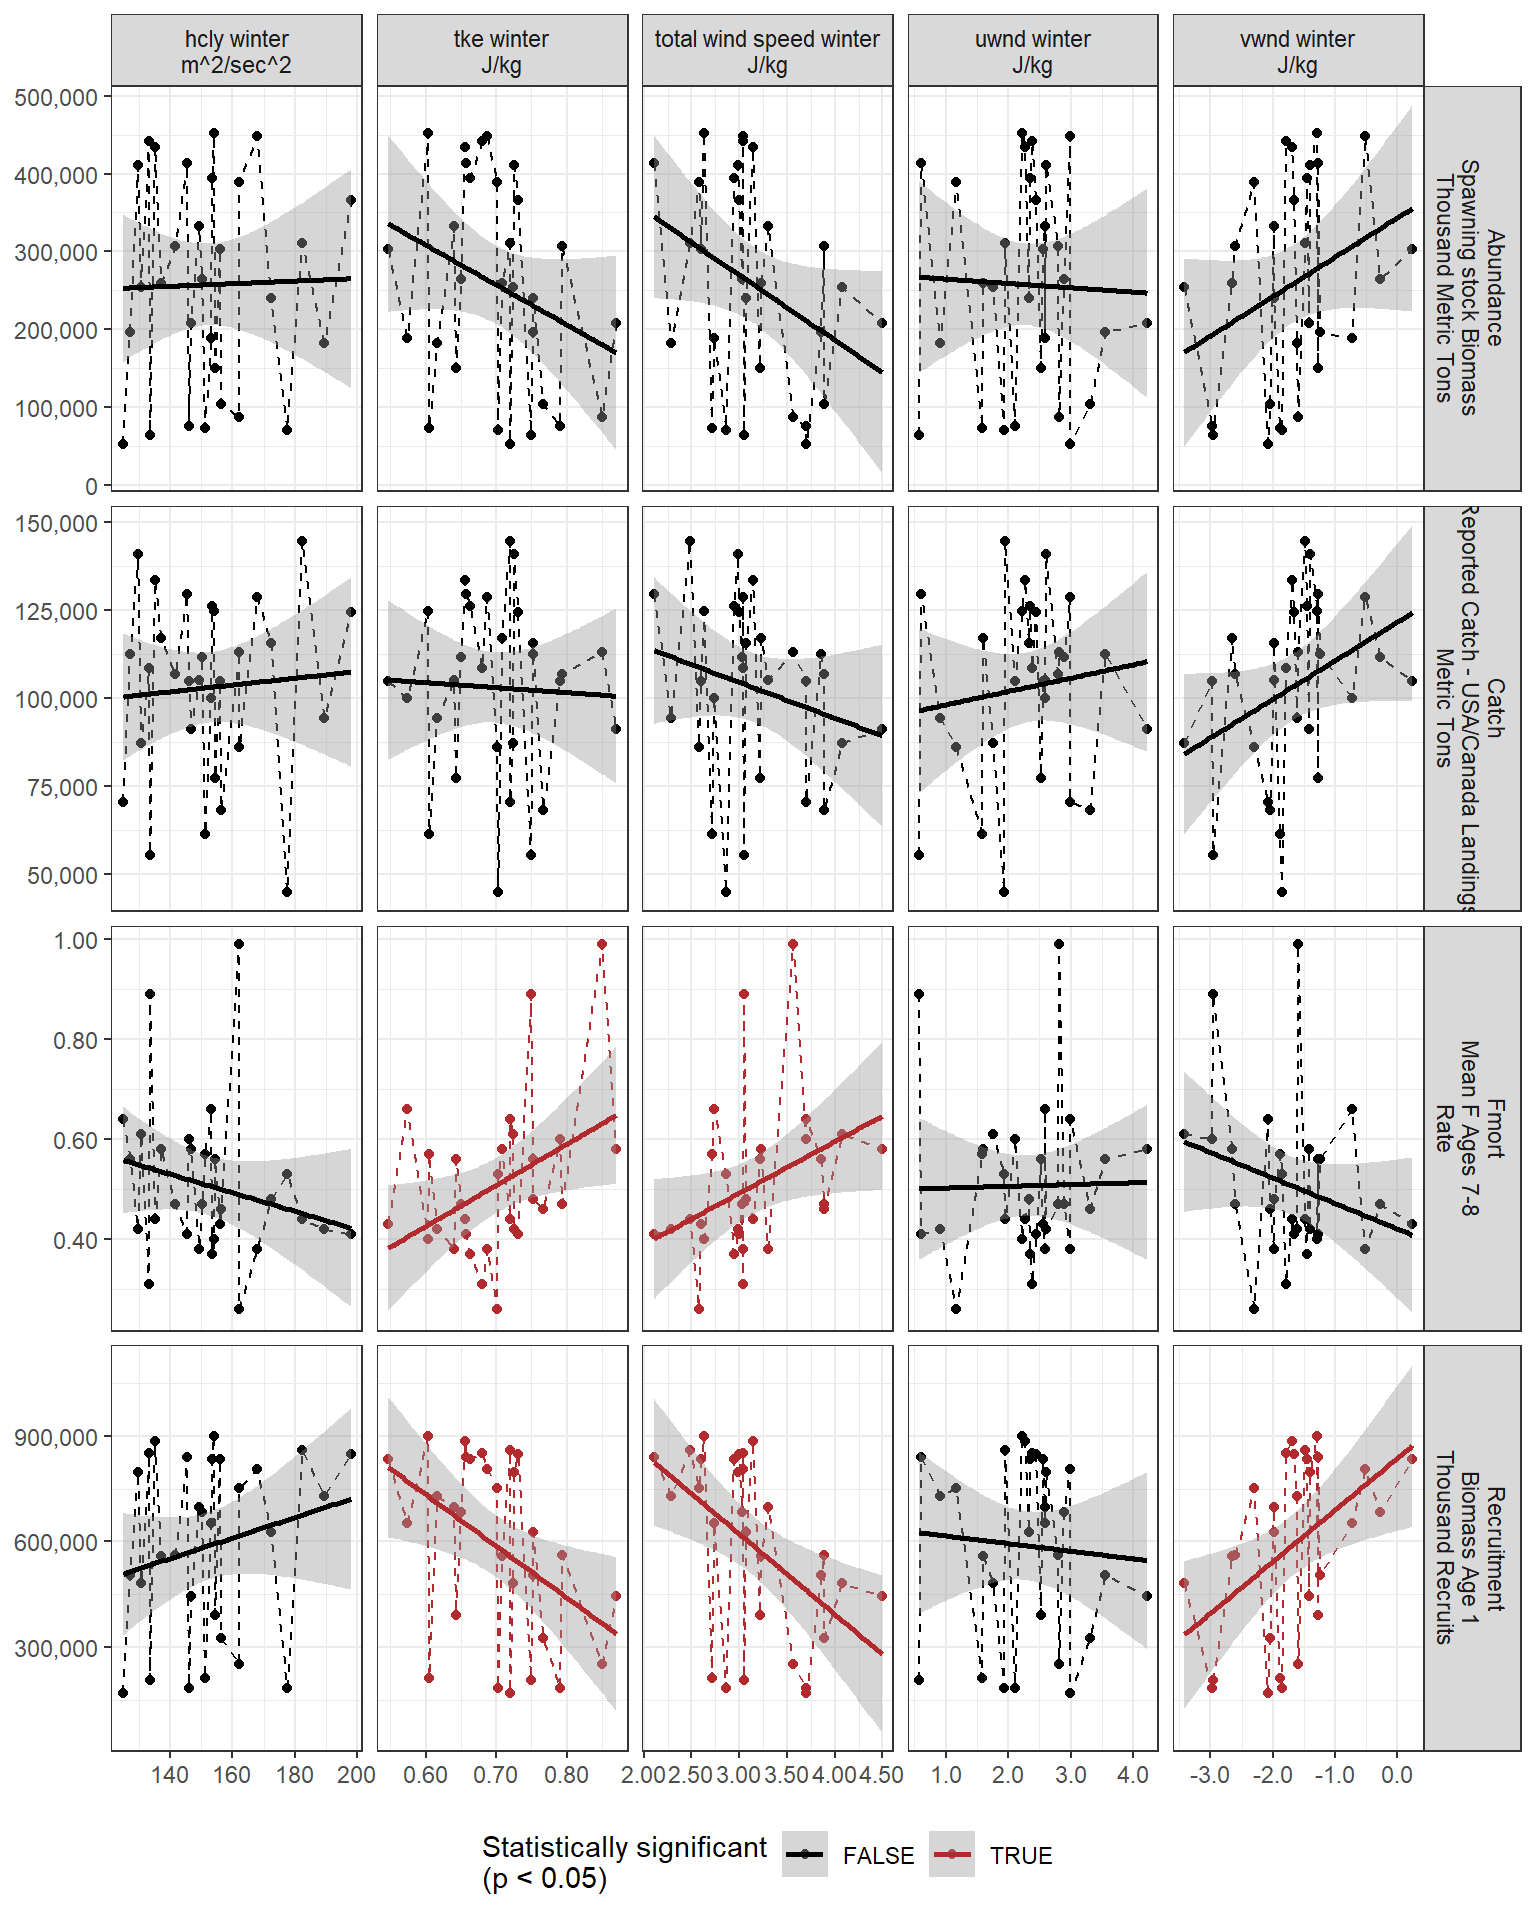 hcly winter
m^2/sec^2
tke winter
J/kg
total wind speed winter
J/kg
uwnd winter
J/kg
vwnd winter
J/kg
500,000
400,000
300,000
200,000
100,000
0
Abundance
Spawning stock Biomass
Thousand Metric Tons
150,000
125,000
100,000
75,000
50,000
Catch
Reported Catch - USA/Canada Landings
Metric Tons
1.00
0.80
0.60
0.40
Fmort
Mean F Ages 7-8
Rate
900,000
600,000
300,000
Recruitment
Biomass Age 1
Thousand Recruits
140 160 180 200
0.60 0.70 0.80
2.00 2.50 3.00 3.50 4.00 4.50
1.0 2.0 3.0 4.0
-3.0 -2.0 -1.0 0.0
Statistically significant
(p < 0.05)
FALSE
TRUE